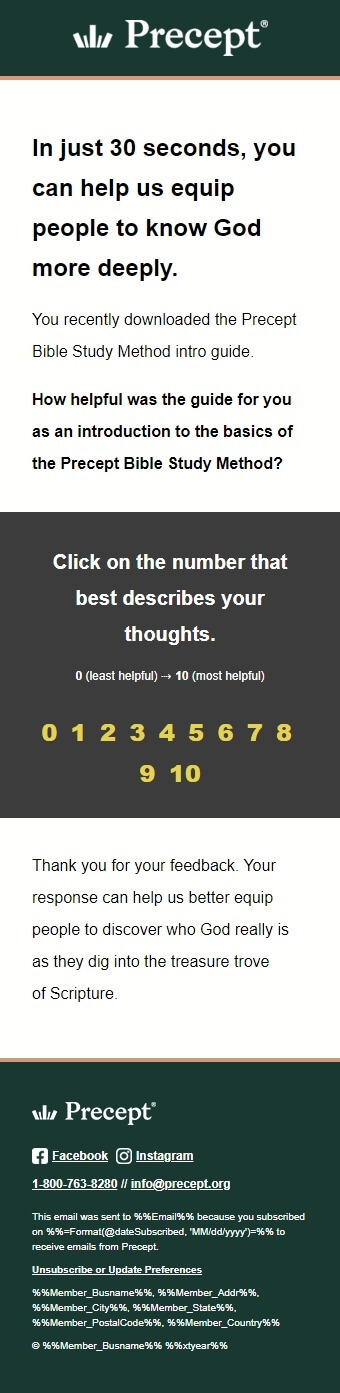 Precept®
In just 30 seconds, you
can help us equip
people to know God
more deeply.
You recently downloaded the Precept
Bible Study Method intro guide.
How helpful was the guide for you
as an introduction to the basics of
the Precept Bible Study Method?
Click on the number that
best describes your
thoughts.
0 (least helpful) ⇢ 10 (most helpful)
0 1 2 3 4 5 6 7 8
9 10
Thank you for your feedback. Your
response can help us better equip
people to discover who God really is
as they dig into the treasure trove
of Scripture.
Precept®
Facebook Instagram
1-800-763-8280 // info@precept.org
This email was sent to %%Email%% because you subscribed
on %%=Format(@dateSubscribed, 'MM/dd/yyyy')=%% to
receive emails from Precept.
Unsubscribe or Update Preferences
%%Member_Busname%%, %%Member_Addr%%,
%%Member_City%%, %%Member_State%%,
%%Member_PostalCode%%, %%Member_Country%%
© %%Member_Busname%% %%xtyear%%